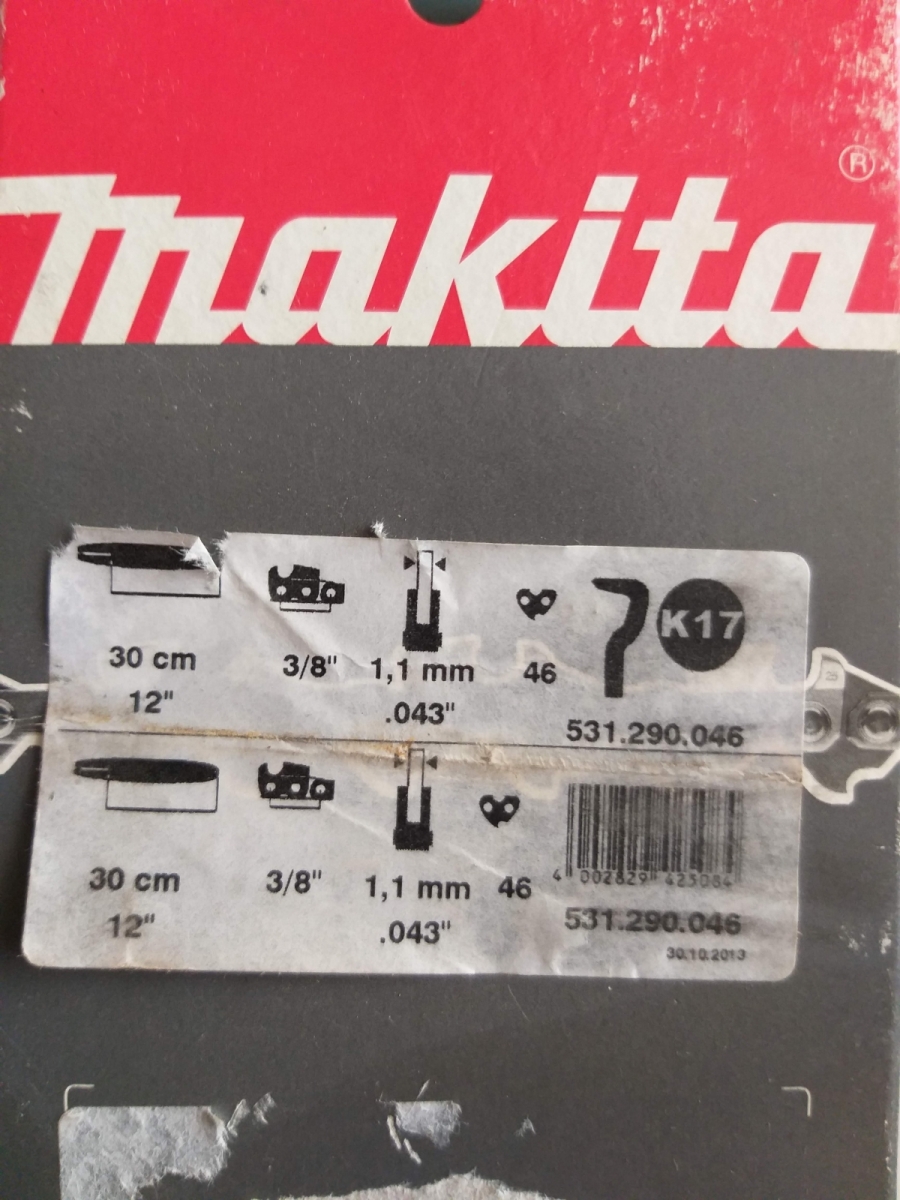 makita®
K17
30 cm 3/8" 1,1 mm 46
12" .043"
531.290.046
30 cm 3/8" 1,1 mm 46
12" .043"
4 002829 425084
531.290.046
30.10.2013